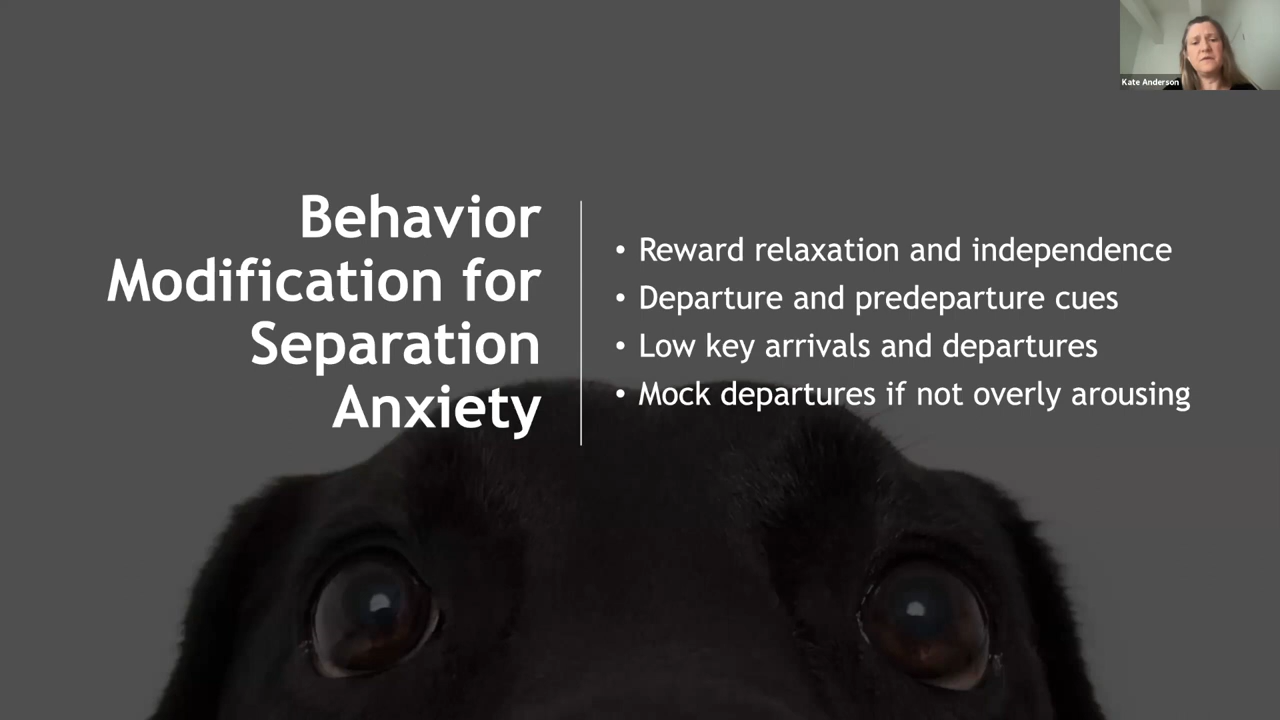 Kate Anderson
Behavior
Modification for
Separation
Anxiety
• Reward relaxation and independence
• Departure and predeparture cues
• Low key arrivals and departures
• Mock departures if not overly arousing